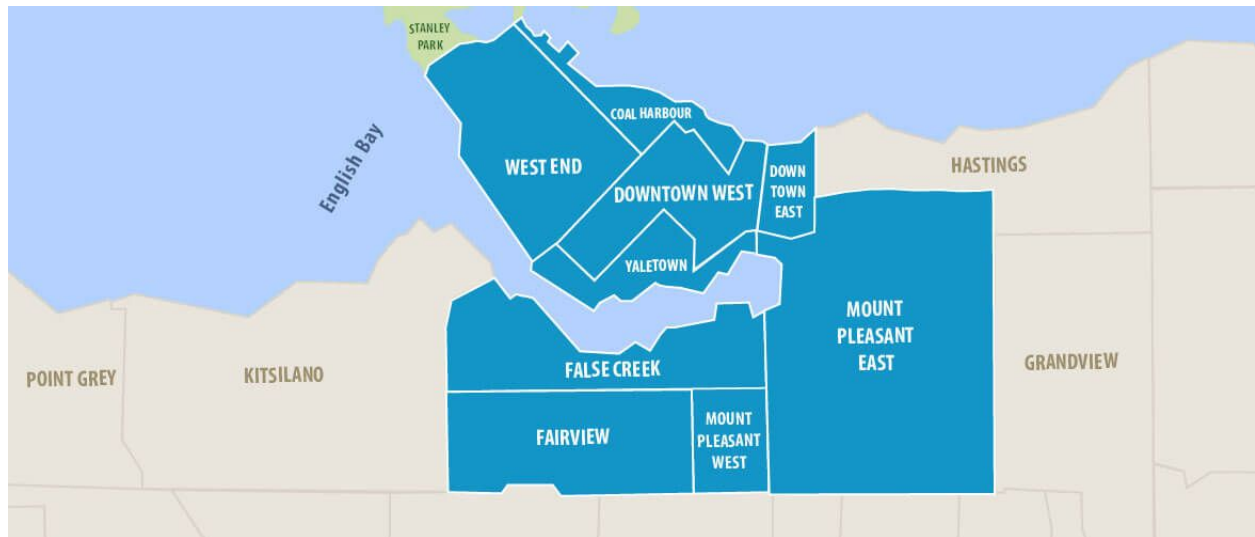 STANLEY
PARK
English Bay
COAL HARBOUR
WEST END
DOWNTOWN WEST
DOWN
TOWN
EAST
HASTINGS
YALETOWN
MOUNT
PLEASANT
EAST
POINT GREY
KITSILANO
FALSE CREEK
GRANDVIEW
FAIRVIEW
MOUNT
PLEASANT
WEST